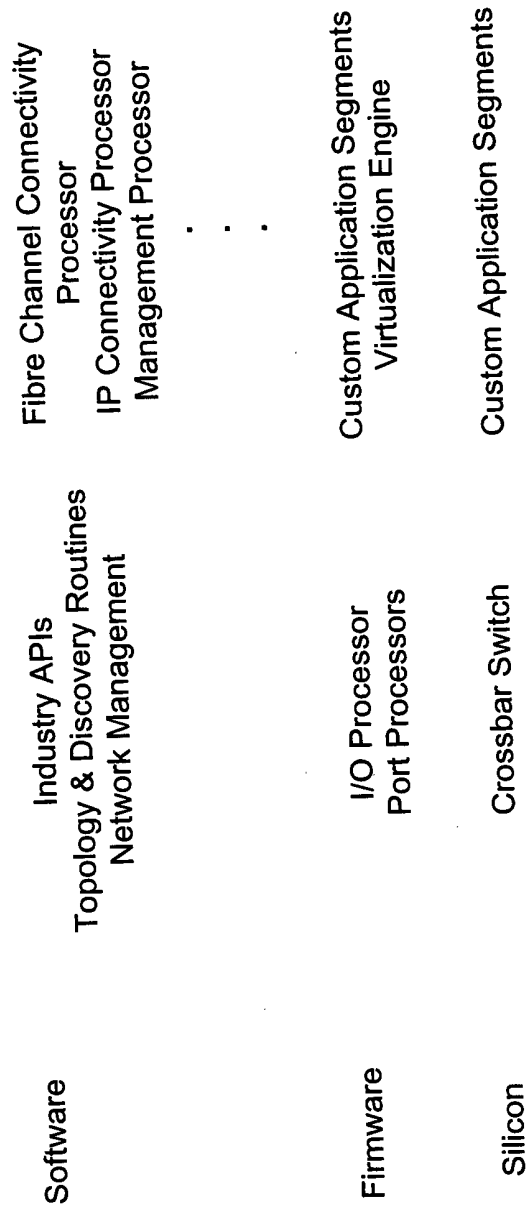 Software
Industry APIs
Topology & Discovery Routines
Network Management
Fibre Channel Connectivity
Processor
IP Connectivity Processor
Management Processor
.
.
.
Firmware
I/O Processor
Port Processors
Custom Application Segments
Virtualization Engine
Silicon
Crossbar Switch
Custom Application Segments